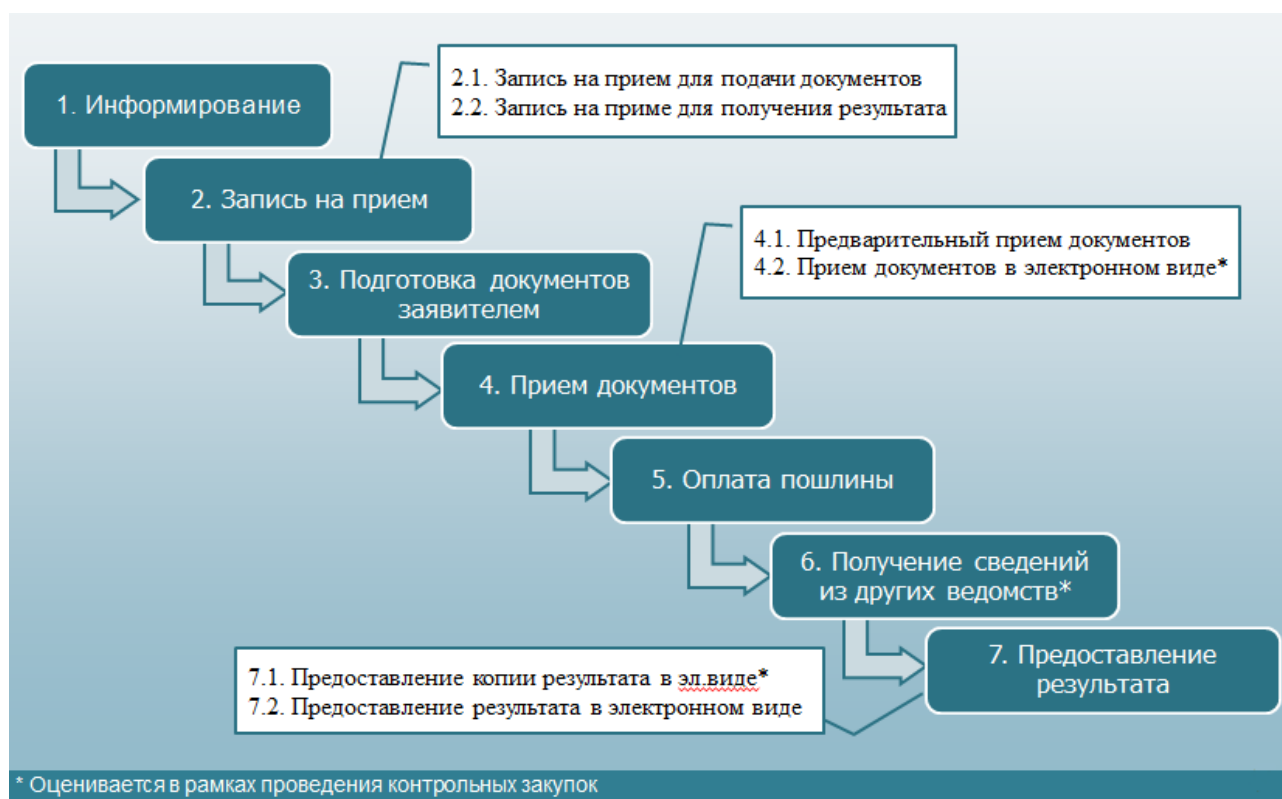 1. Информирование
2.1. Запись на прием для подачи документов
2.2. Запись на приме для получения результата
2. Запись на прием
4.1. Предварительный прием документов
4.2. Прием документов в электронном виде*
3. Подготовка документов
заявителем
4. Прием документов
5. Оплата пошлины
6. Получение сведений
из других ведомств*
7. Предоставление
результата
7.1. Предоставление копии результата в эл.виде*
7.2. Предоставление результата в электронном виде
* Оценивается в рамках проведения контрольных закупок